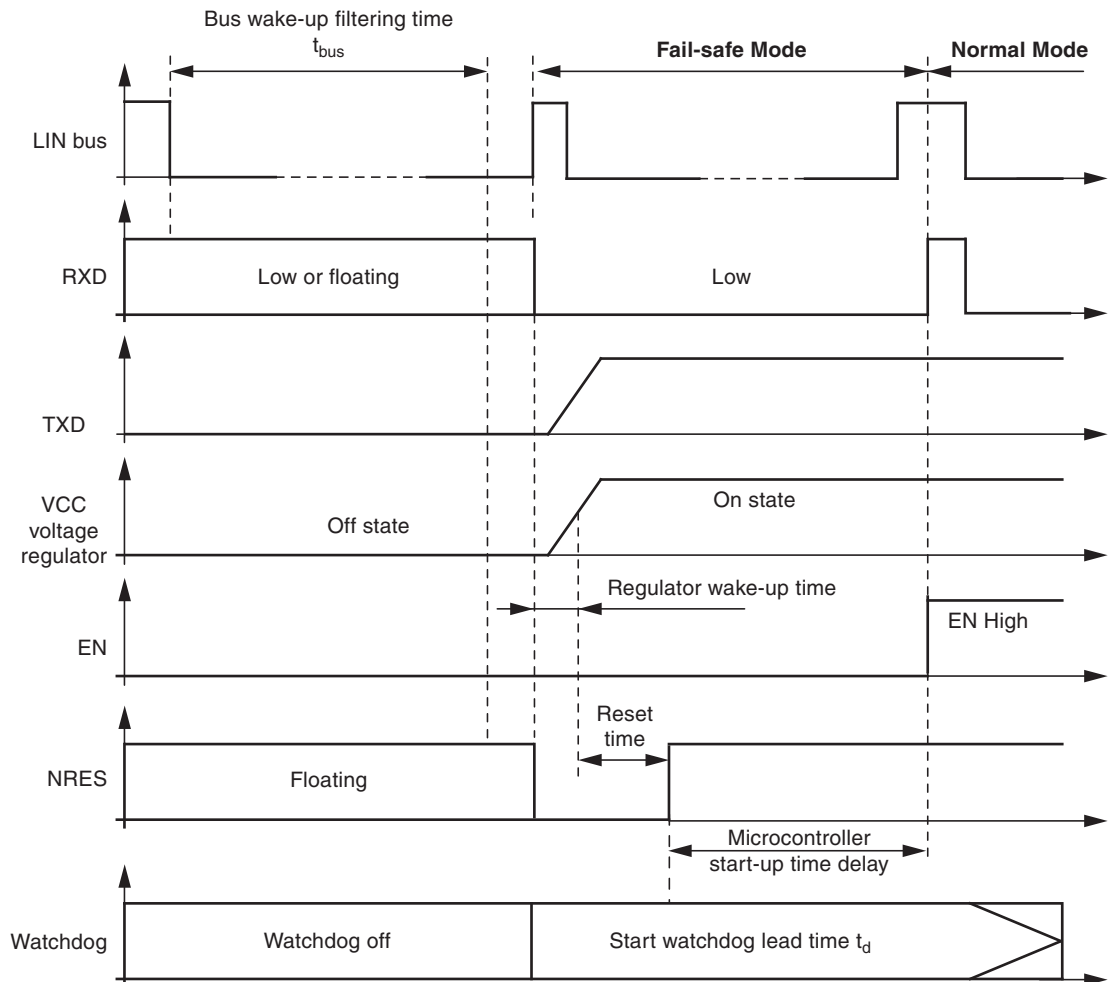 Bus wake-up filtering time
t_bus
Fail-safe Mode
Normal Mode
LIN bus
RXD
Low or floating
Low
TXD
VCC
voltage
regulator
Off state
On state
Regulator wake-up time
EN
EN High
Reset
time
NRES
Floating
Microcontroller
start-up time delay
Watchdog
Watchdog off
Start watchdog lead time t_d